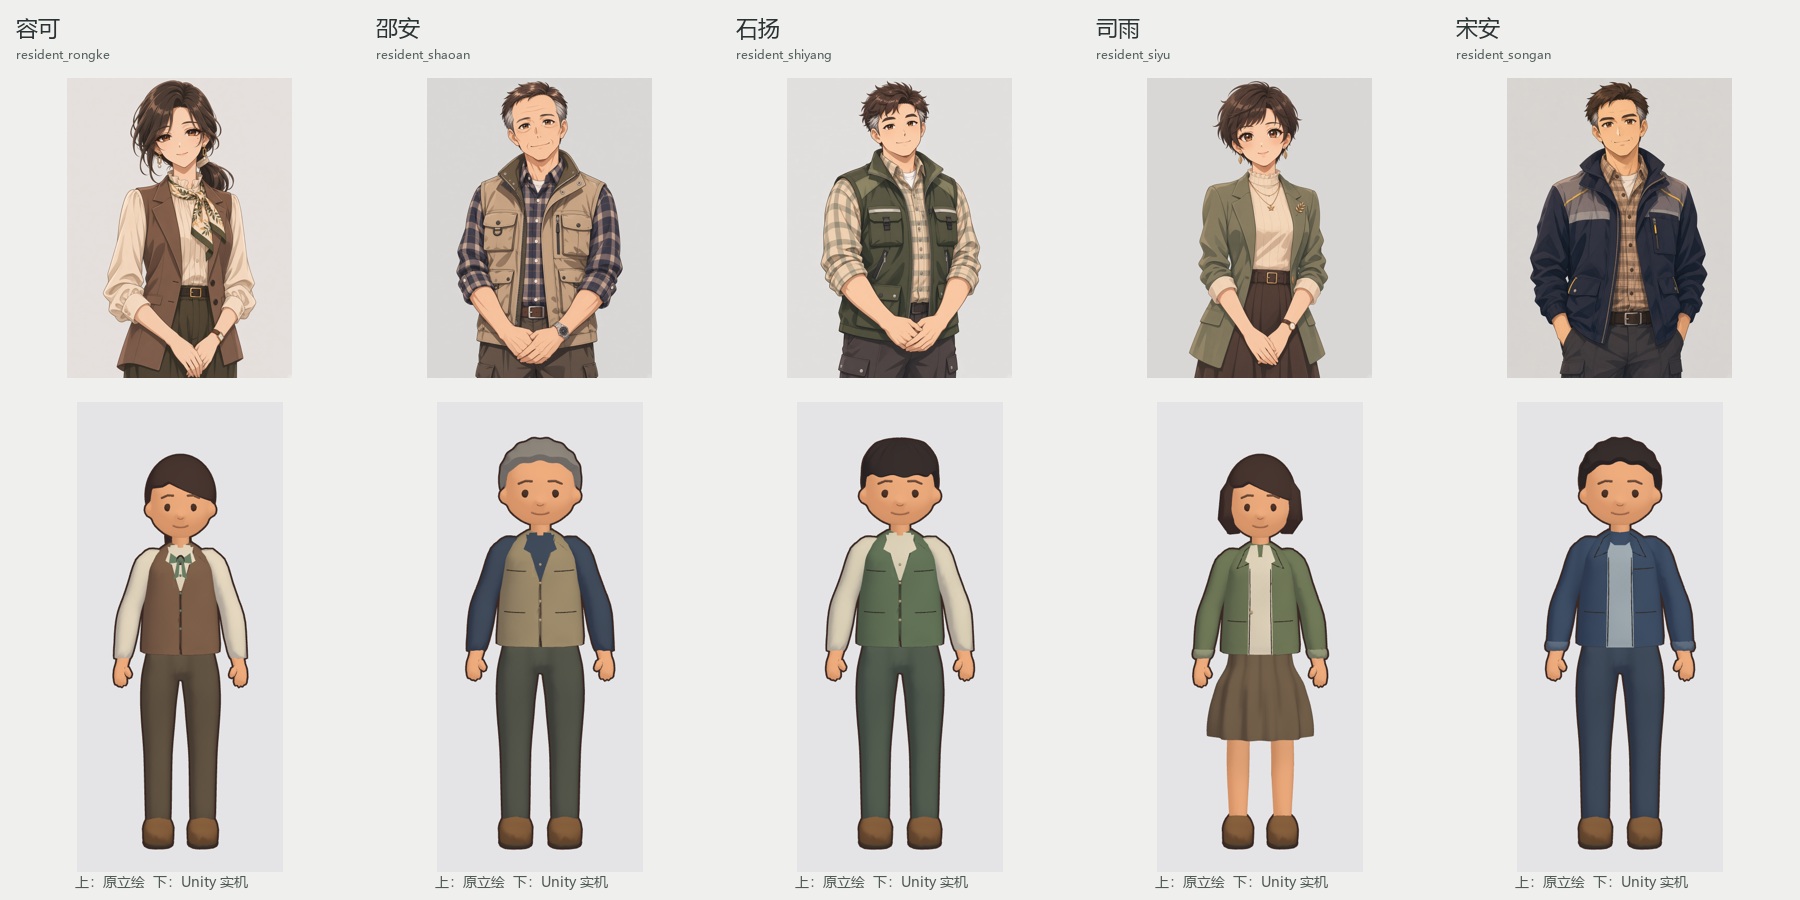 容可
resident_rongke
上：原立绘 下：Unity 实机
邵安
resident_shaoan
上：原立绘 下：Unity 实机
石扬
resident_shiyang
上：原立绘 下：Unity 实机
司雨
resident_siyu
上：原立绘 下：Unity 实机
宋安
resident_songan
上：原立绘 下：Unity 实机